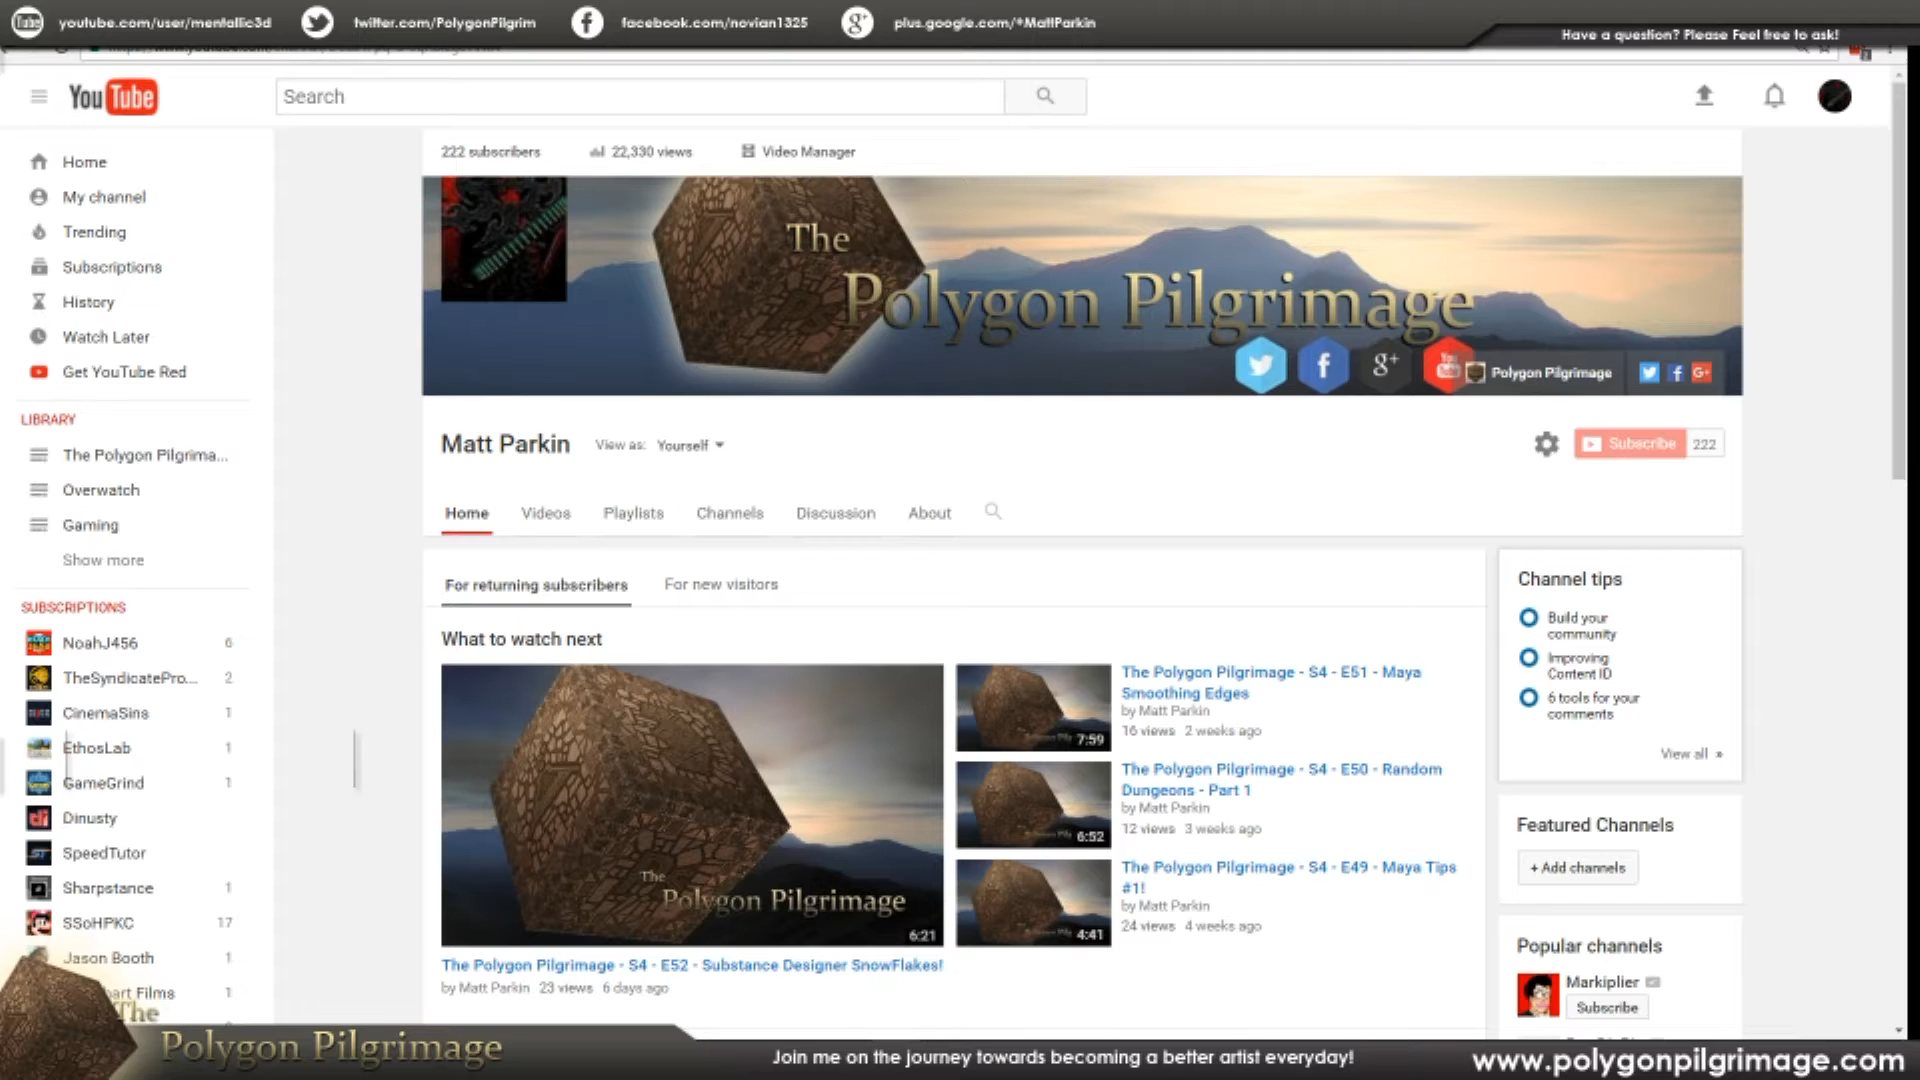 youtube.com/user/mentallic3d
twitter.com/PolygonPilgrim
facebook.com/novian1325
plus.google.com/+MattParkin
Have a question? Please Feel free to ask!
YouTube
Search
222 subscribers
22,330 views
Video Manager
The
Polygon Pilgrimage
Polygon Pilgrimage
Matt Parkin
View as: Yourself
Subscribe 222
Home
Videos
Playlists
Channels
Discussion
About
Home
My channel
Trending
Subscriptions
History
Watch Later
Get YouTube Red
LIBRARY
The Polygon Pilgrima...
Overwatch
Gaming
Show more
SUBSCRIPTIONS
NoahJ456 6
TheSyndicatePro... 2
CinemaSins 1
EthosLab 1
GameGrind 1
Dinusty
SpeedTutor
Sharpstance 1
SSoHPKC 17
Jason Booth 1
art Films 1
For returning subscribers
For new visitors
What to watch next
The
Polygon Pilgrimage
6:21
The Polygon Pilgrimage - S4 - E52 - Substance Designer SnowFlakes!
by Matt Parkin 23 views 6 days ago
7:59
The Polygon Pilgrimage - S4 - E51 - Maya
Smoothing Edges
by Matt Parkin
16 views 2 weeks ago
6:52
The Polygon Pilgrimage - S4 - E50 - Random
Dungeons - Part 1
by Matt Parkin
12 views 3 weeks ago
4:41
The Polygon Pilgrimage - S4 - E49 - Maya Tips
#1!
by Matt Parkin
24 views 4 weeks ago
Channel tips
Build your
community
Improving
Content ID
6 tools for your
comments
View all »
Featured Channels
+ Add channels
Popular channels
Markiplier
Subscribe
The
Polygon Pilgrimage
Join me on the journey towards becoming a better artist everyday!
www.polygonpilgrimage.com